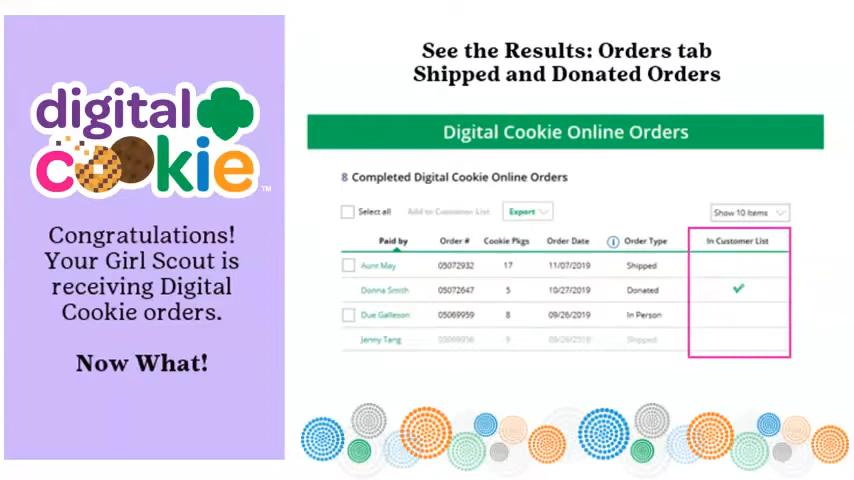 digital
cookie™
Congratulations!
Your Girl Scout is
receiving Digital
Cookie orders.
Now What!
See the Results: Orders tab
Shipped and Donated Orders
Digital Cookie Online Orders
8 Completed Digital Cookie Online Orders
Select all Add to Customer List Export Show 10 Items
Paid by Order # Cookie Pkgs Order Date i Order Type In Customer List
Aunt May 05072932 17 11/07/2019 Shipped
Donna Smith 05072647 5 10/27/2019 Donated
Due Galleson 05069959 8 09/26/2019 In Person
Jenny Tang 9 09/26/2019 Shipped